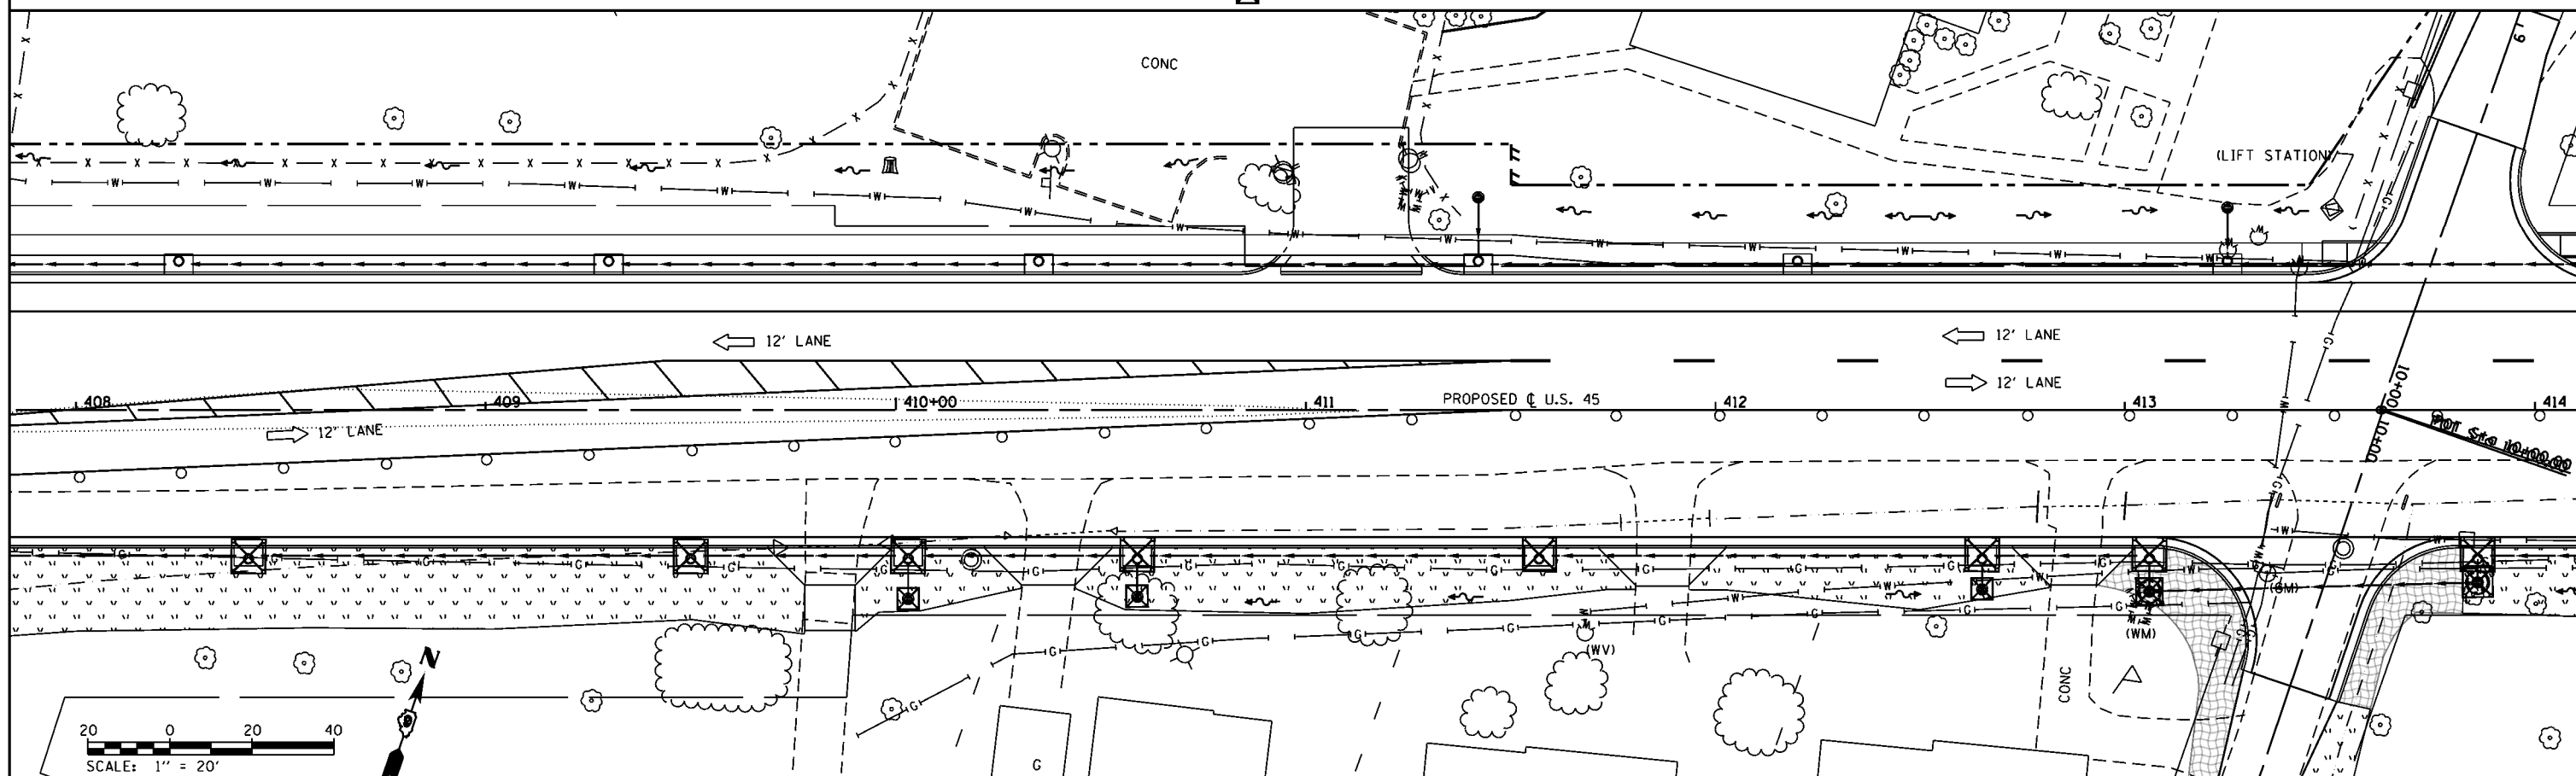 CONC
(LIFT STATION)
12' LANE
12' LANE
12' LANE
408
409
410+00
411
PROPOSED ℄ U.S. 45
412
413
414
12' LANE
10+00
10+00
POT Sta 10+00.00
(GM)
(WM)
(WV)
CONC
N
G
20 0 20 40
SCALE: 1" = 20'